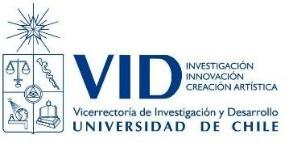 VID
INVESTIGACIÓN
INNOVACIÓN
CREACIÓN ARTÍSTICA
Vicerrectoría de Investigación y Desarrollo
UNIVERSIDAD DE CHILE